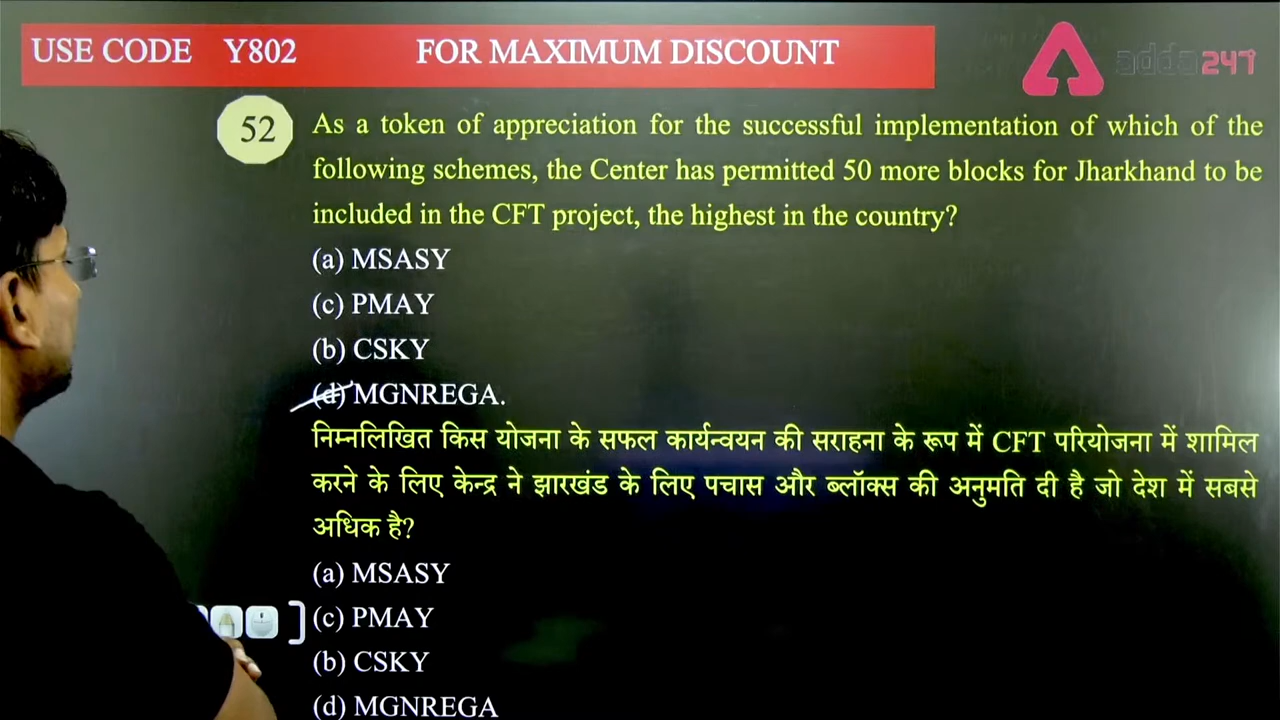 USE CODE Y802 FOR MAXIMUM DISCOUNT
adda247
52
As a token of appreciation for the successful implementation of which of the
following schemes, the Center has permitted 50 more blocks for Jharkhand to be
included in the CFT project, the highest in the country?
(a) MSASY
(c) PMAY
(b) CSKY
(d) MGNREGA.
निम्नलिखित किस योजना के सफल कार्यन्वयन की सराहना के रूप में CFT परियोजना में शामिल
करने के लिए केन्द्र ने झारखंड के लिए पचास और ब्लॉक्स की अनुमति दी है जो देश में सबसे
अधिक है?
(a) MSASY
(c) PMAY
(b) CSKY
(d) MGNREGA